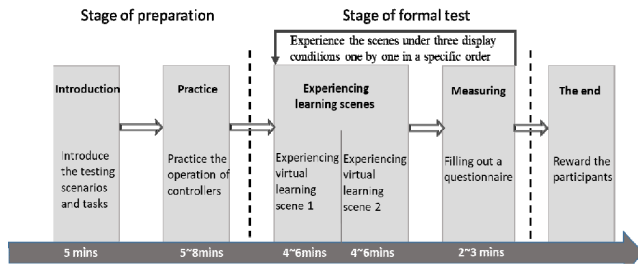 Stage of preparation
Stage of formal test
Experience the scenes under three display
conditions one by one in a specific order
Introduction
Introduce
the testing
scenarios
and tasks
Practice
Practice the
operation of
controllers
Experiencing
learning scenes
Experiencing
virtual
learning
scene 1
Experiencing
virtual
learning
scene 2
Measuring
Filling out a
questionnaire
The end
Reward the
participants
5 mins
5~8mins
4~6mins
4~6mins
2~3 mins